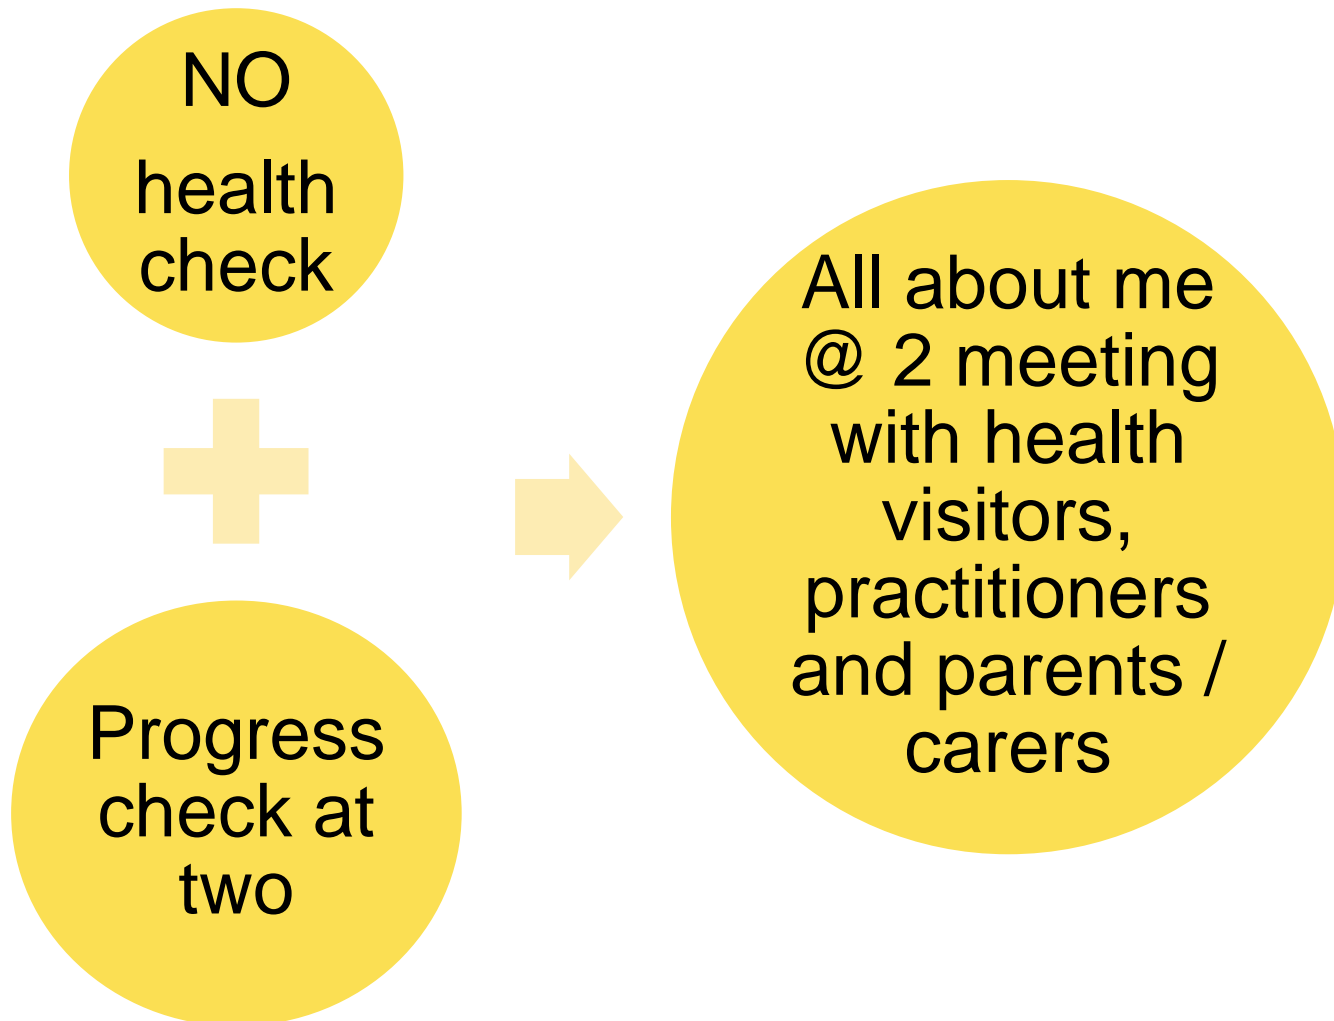 NO
health
check
Progress
check at
two
All about me
@ 2 meeting
with health
visitors,
practitioners
and parents /
carers